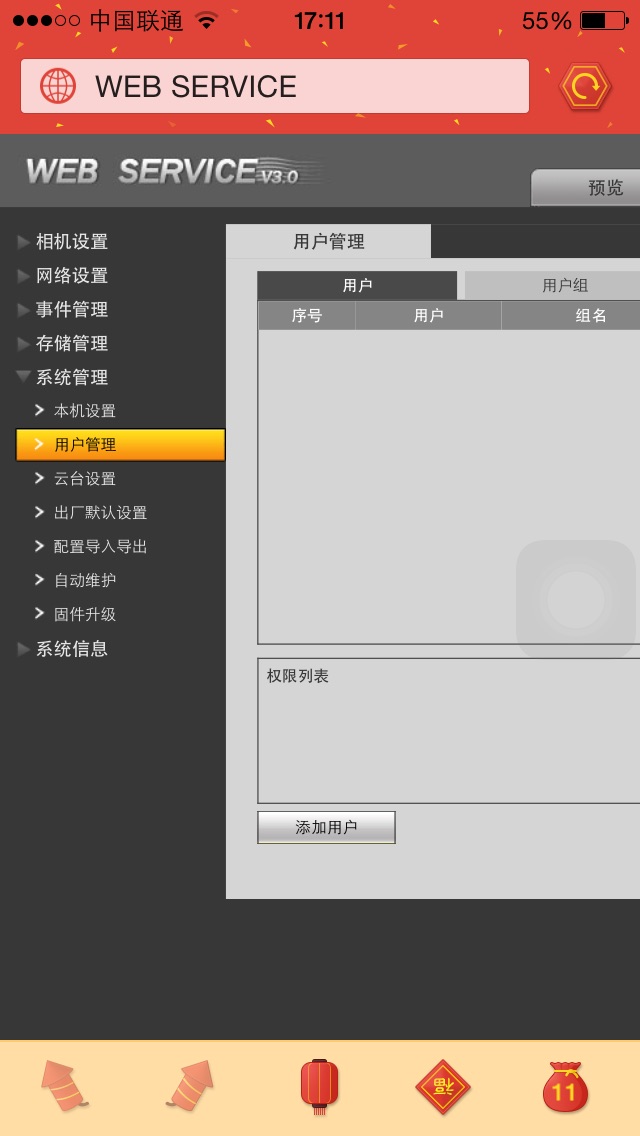 中国联通 17:11 55%
WEB SERVICE
WEB SERVICE V3.0
预览
相机设置
网络设置
事件管理
存储管理
系统管理
本机设置
用户管理
云台设置
出厂默认设置
配置导入导出
自动维护
固件升级
系统信息
用户管理
用户 用户组
序号 用户 组名
权限列表
添加用户
福
11